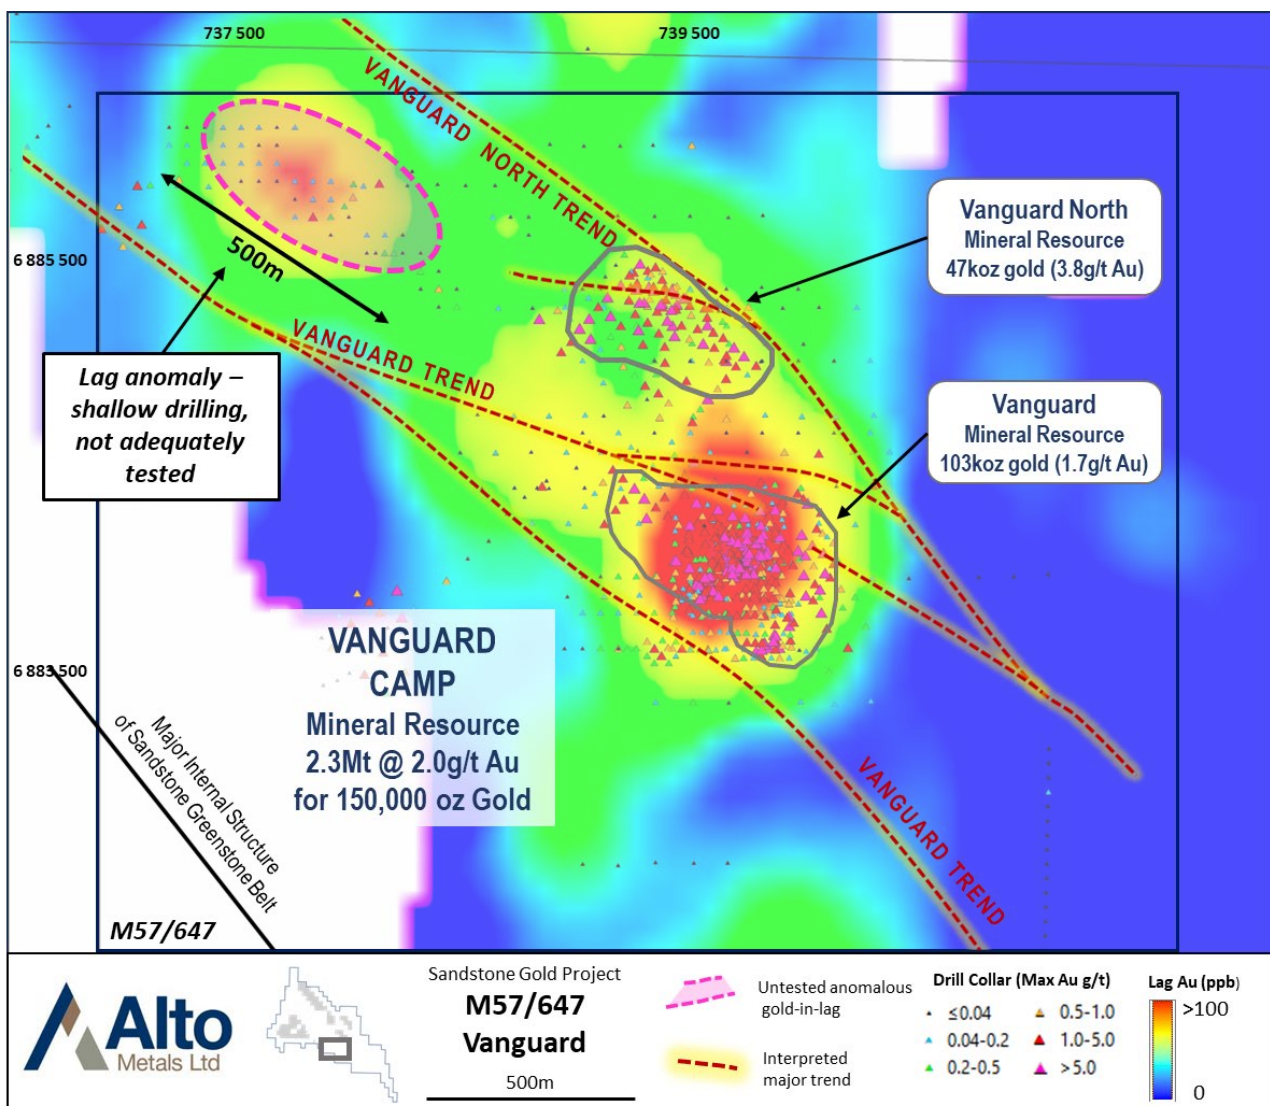 737 500
739 500
VANGUARD NORTH TREND
Vanguard North
Mineral Resource
47koz gold (3.8g/t Au)
6 885 500
500m
VANGUARD TREND
Lag anomaly –
shallow drilling,
not adequately
tested
Vanguard
Mineral Resource
103koz gold (1.7g/t Au)
VANGUARD
CAMP
Mineral Resource
2.3Mt @ 2.0g/t Au
for 150,000 oz Gold
6 883 500
Major Internal Structure
of Sandstone Greenstone Belt
VANGUARD TREND
M57/647
Alto
Metals Ltd
Sandstone Gold Project
M57/647
Vanguard
500m
Untested anomalous
gold-in-lag
Interpreted
major trend
Drill Collar (Max Au g/t)
≤0.04
0.04-0.2
0.2-0.5
0.5-1.0
1.0-5.0
>5.0
Lag Au (ppb)
>100
0